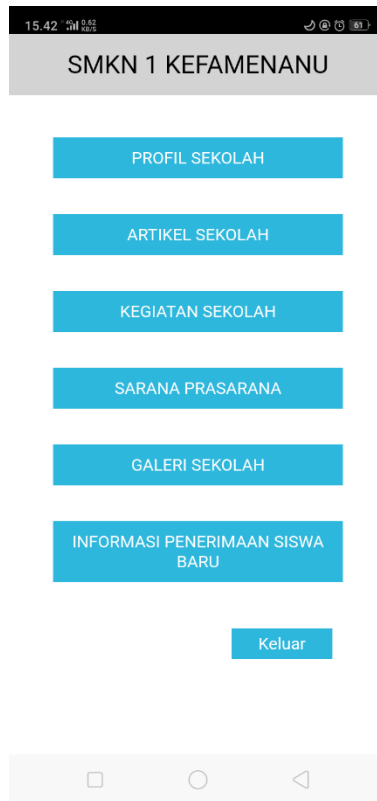 15.42 4G 0.62 KB/S 61
SMKN 1 KEFAMENANU
PROFIL SEKOLAH
ARTIKEL SEKOLAH
KEGIATAN SEKOLAH
SARANA PRASARANA
GALERI SEKOLAH
INFORMASI PENERIMAAN SISWA
BARU
Keluar